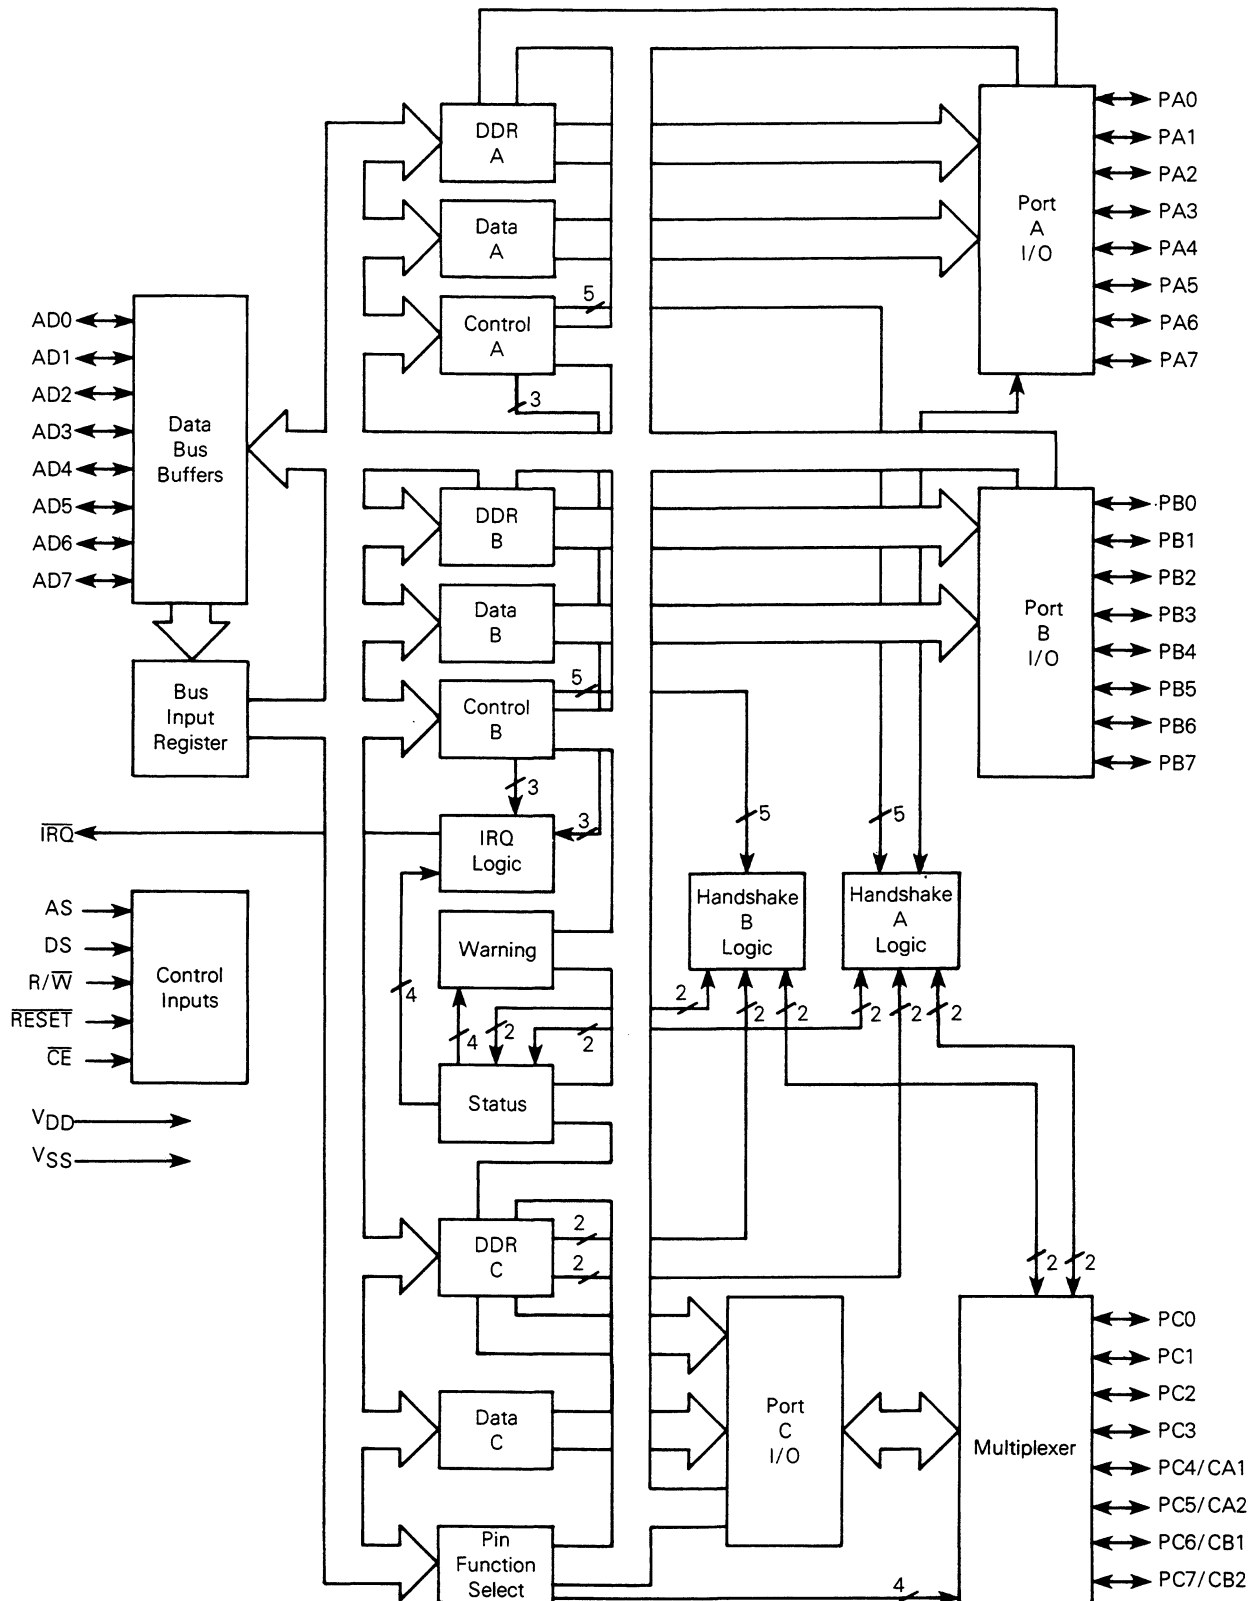 DDR
A
Data
A
Control
A
5
3
Port
A
I/O
PA0
PA1
PA2
PA3
PA4
PA5
PA6
PA7
AD0
AD1
AD2
AD3
AD4
AD5
AD6
AD7
Data
Bus
Buffers
Bus
Input
Register
DDR
B
Data
B
Control
B
5
3
3
Port
B
I/O
PB0
PB1
PB2
PB3
PB4
PB5
PB6
PB7
IRQ
IRQ
Logic
5
5
Handshake
B
Logic
Handshake
A
Logic
AS
DS
R/W
RESET
CE
Control
Inputs
VDD
VSS
Warning
4
4
2
2
2
2
2
2
2
2
Status
DDR
C
2
2
2
2
Data
C
Port
C
I/O
Multiplexer
PC0
PC1
PC2
PC3
PC4/CA1
PC5/CA2
PC6/CB1
PC7/CB2
Pin
Function
Select
4